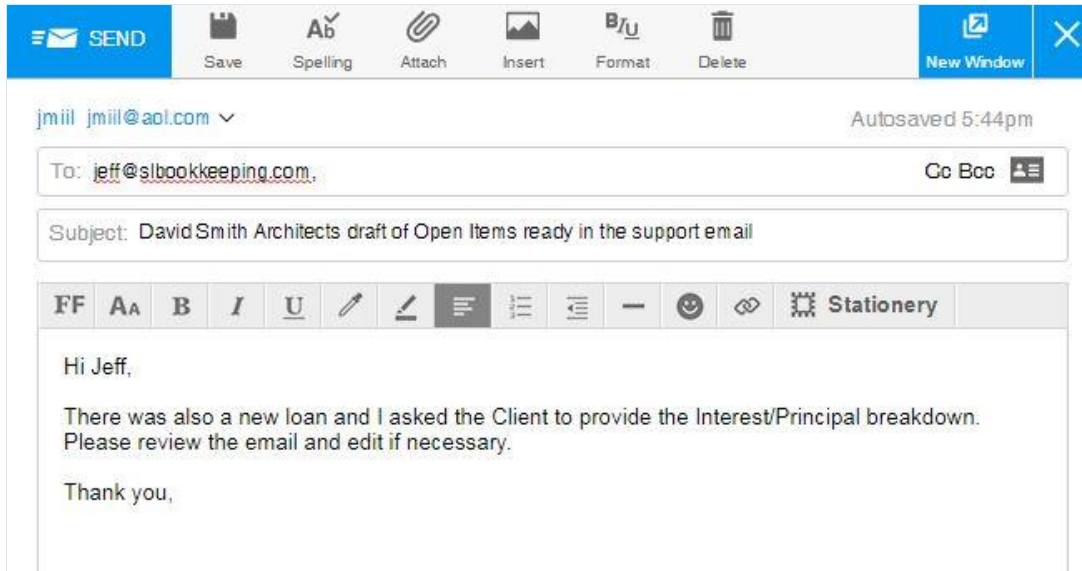 SEND Save Spelling Attach Insert Format Delete New Window
jmiil jmiil@aol.com Autosaved 5:44pm
To: jeff@slbookkeeping.com, Cc Bcc
Subject: David Smith Architects draft of Open Items ready in the support email
FF AA B I U Stationery
Hi Jeff,
There was also a new loan and I asked the Client to provide the Interest/Principal breakdown.
Please review the email and edit if necessary.
Thank you,